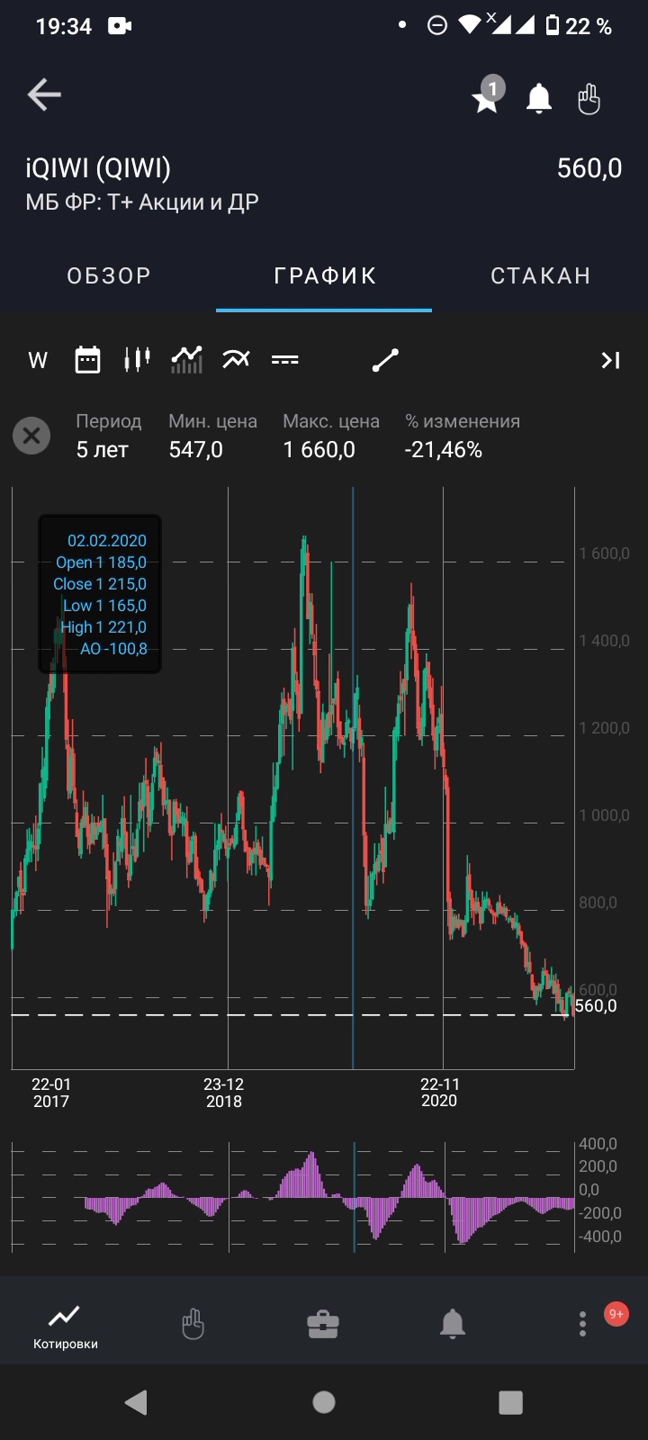 19:34
22 %
1
iQIWI (QIWI)
560,0
МБ ФР: Т+ Акции и ДР
ОБЗОР
ГРАФИК
СТАКАН
W
Период
Мин. цена
Макс. цена
% изменения
5 лет
547,0
1 660,0
-21,46%
02.02.2020
Open 1 185,0
Close 1 215,0
Low 1 165,0
High 1 221,0
AO -100,8
1 600,0
1 400,0
1 200,0
1 000,0
800,0
600,0
560,0
22-01
2017
23-12
2018
22-11
2020
400,0
200,0
0,0
-200,0
-400,0
Котировки
9+